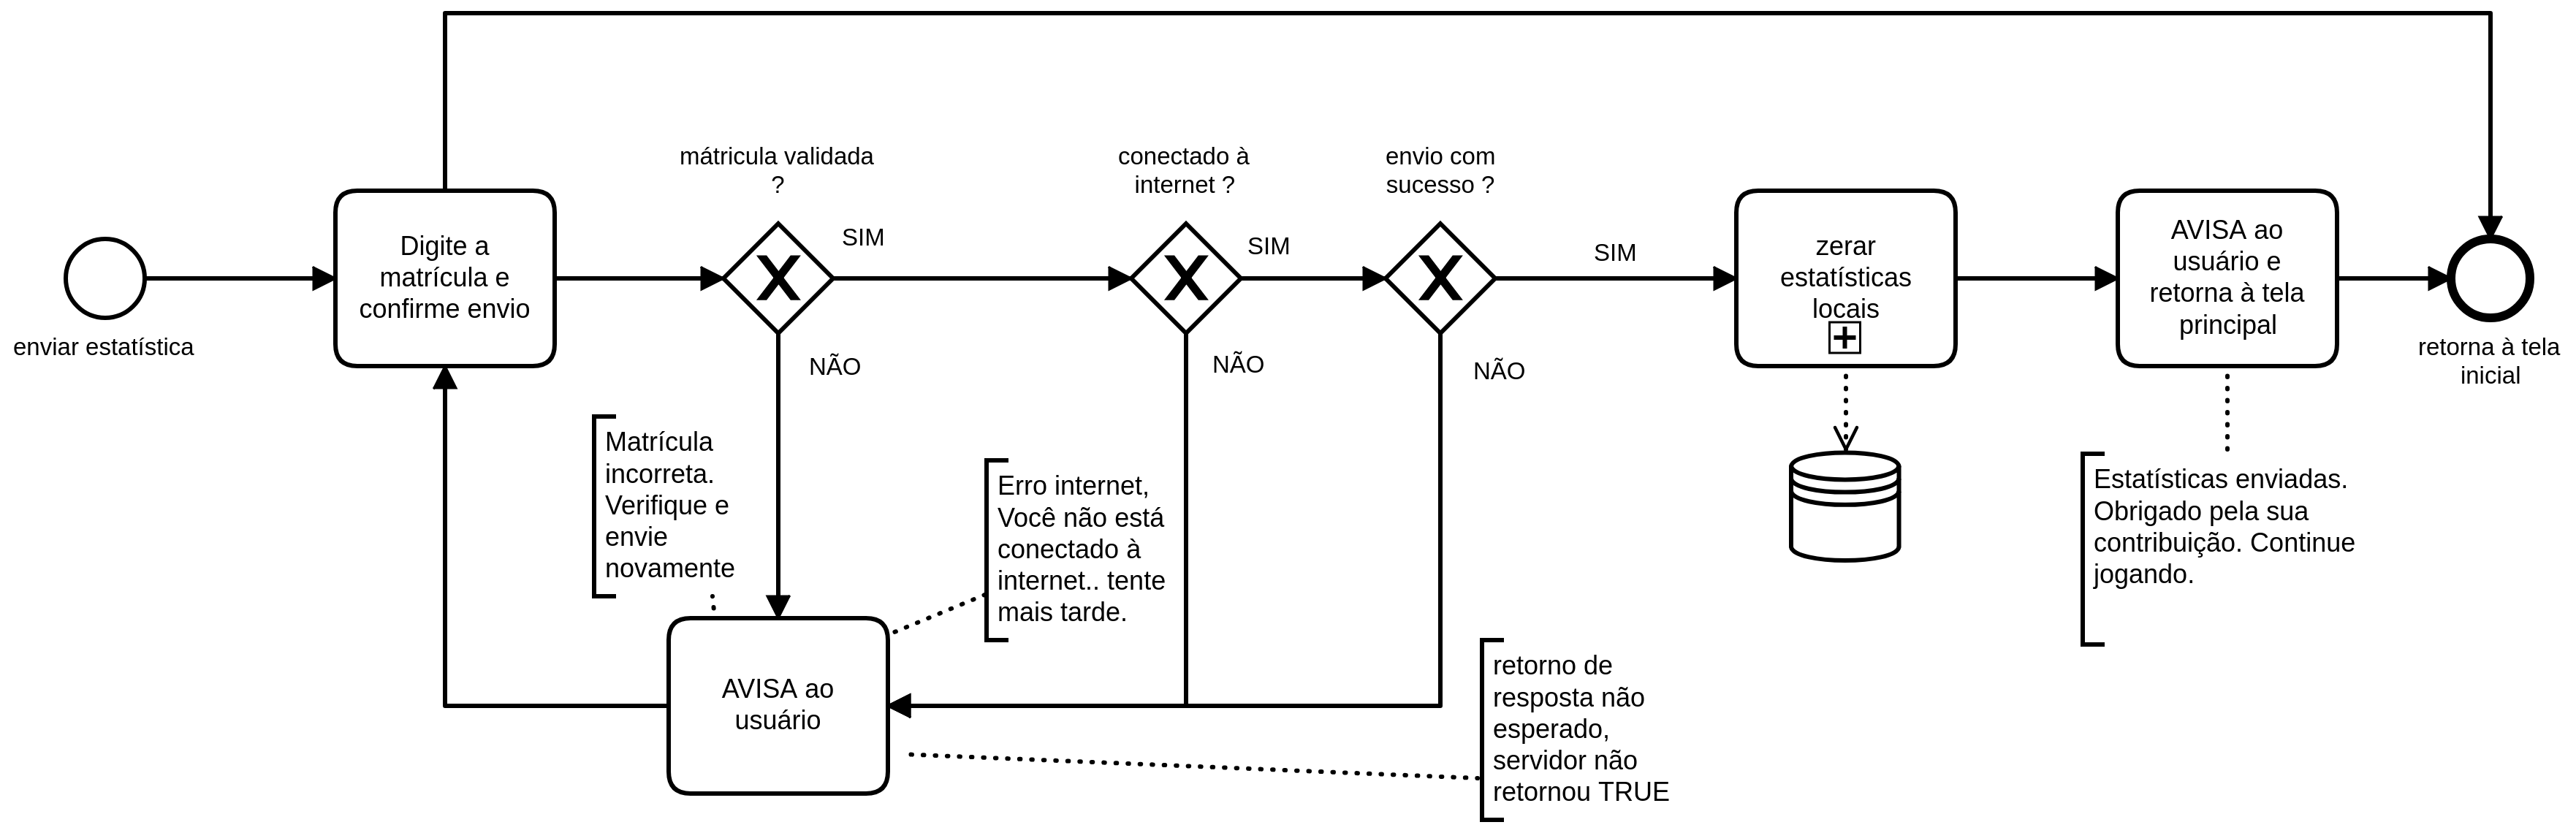 enviar estatística
Digite a
matrícula e
confirme envio
mátricula validada
?
SIM
NÃO
conectado à
internet ?
SIM
NÃO
envio com
sucesso ?
SIM
NÃO
zerar
estatísticas
locais
AVISA ao
usuário e
retorna à tela
principal
retorna à tela
inicial
Matrícula
incorreta.
Verifique e
envie
novamente
Erro internet,
Você não está
conectado à
internet.. tente
mais tarde.
Estatísticas enviadas.
Obrigado pela sua
contribuição. Continue
jogando.
AVISA ao
usuário
retorno de
resposta não
esperado,
servidor não
retornou TRUE